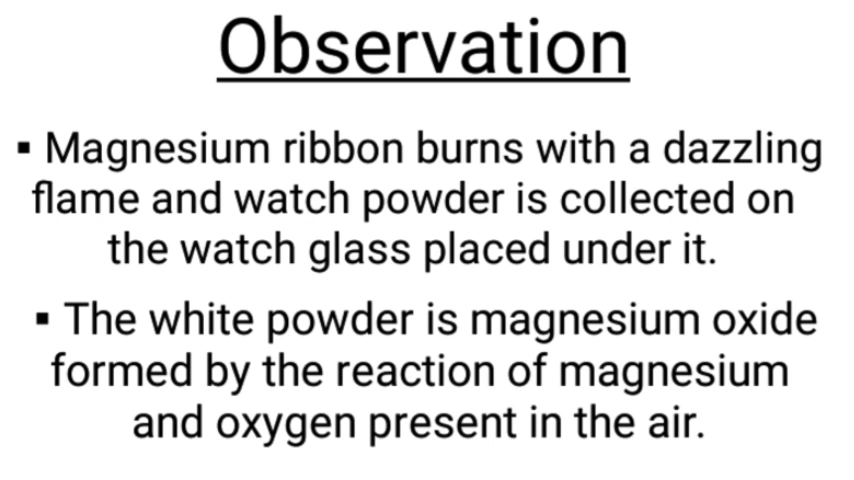 Observation
▪ Magnesium ribbon burns with a dazzling
flame and watch powder is collected on
the watch glass placed under it.
▪ The white powder is magnesium oxide
formed by the reaction of magnesium
and oxygen present in the air.